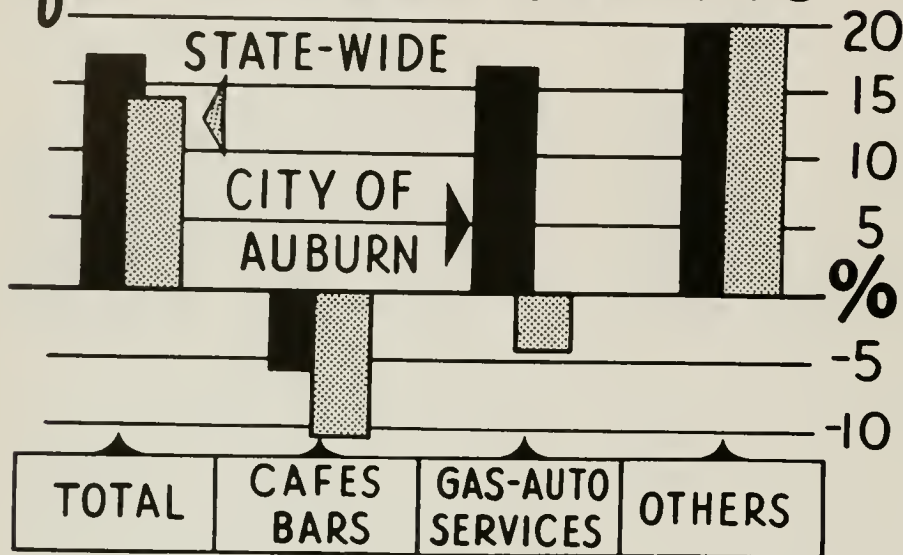 STATE-WIDE
CITY OF
AUBURN
20
15
10
5
%
-5
-10
TOTAL
CAFES
BARS
GAS-AUTO
SERVICES
OTHERS